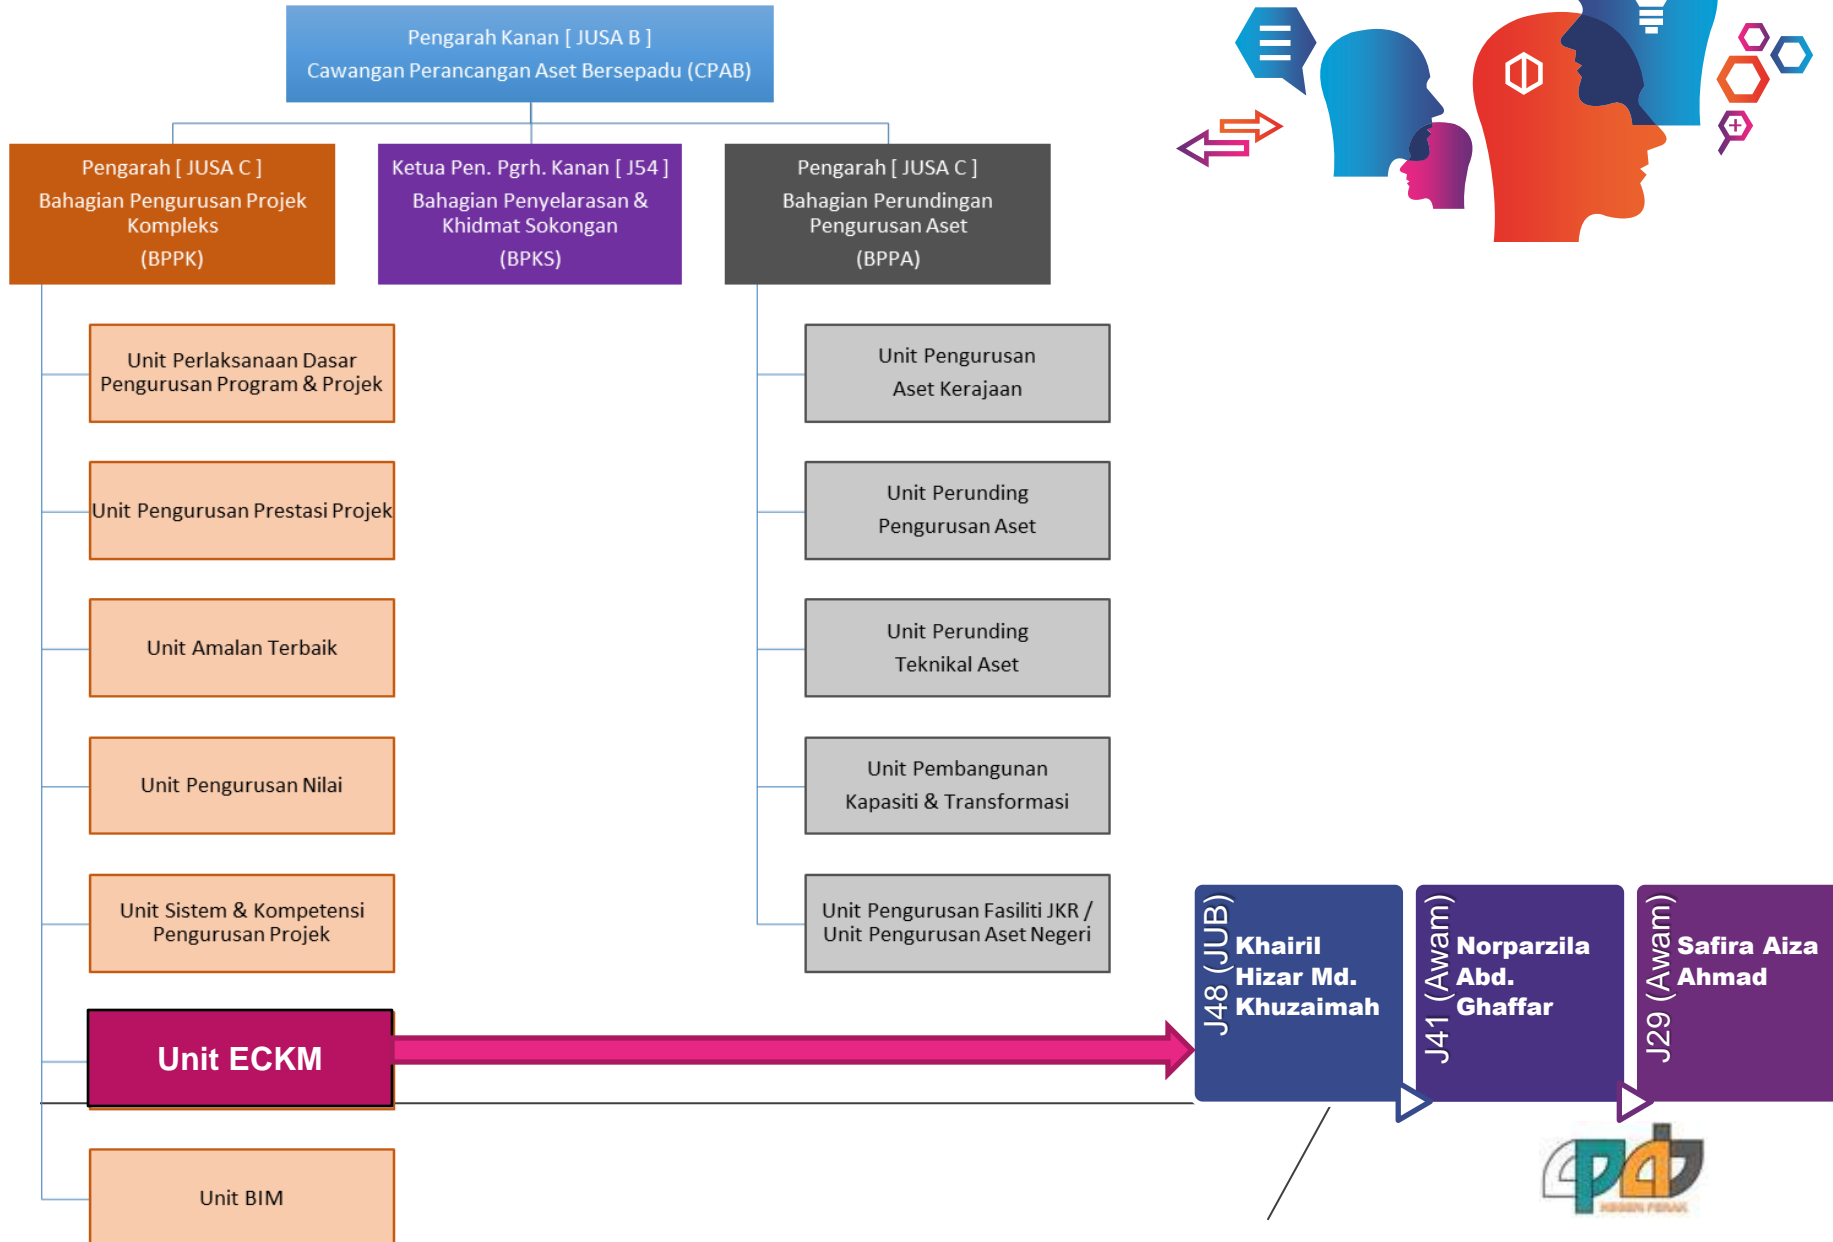 Pengarah Kanan [ JUSA B ]
Cawangan Perancangan Aset Bersepadu (CPAB)
Pengarah [ JUSA C ]
Bahagian Pengurusan Projek
Kompleks
(BPPK)
Ketua Pen. Pgrh. Kanan [ J54 ]
Bahagian Penyelarasan &
Khidmat Sokongan
(BPKS)
Pengarah [ JUSA C ]
Bahagian Perundingan
Pengurusan Aset
(BPPA)
Unit Perlaksanaan Dasar
Pengurusan Program & Projek
Unit Pengurusan Prestasi Projek
Unit Amalan Terbaik
Unit Pengurusan Nilai
Unit Sistem & Kompetensi
Pengurusan Projek
Unit ECKM
Unit BIM
Unit Pengurusan
Aset Kerajaan
Unit Perunding
Pengurusan Aset
Unit Perunding
Teknikal Aset
Unit Pembangunan
Kapasiti & Transformasi
Unit Pengurusan Fasiliti JKR /
Unit Pengurusan Aset Negeri
J48 (JUB)
Khairil
Hizar Md.
Khuzaimah
J41 (Awam)
Norparzila
Abd.
Ghaffar
J29 (Awam)
Safira Aiza
Ahmad
cpab
NEGERI PERAK